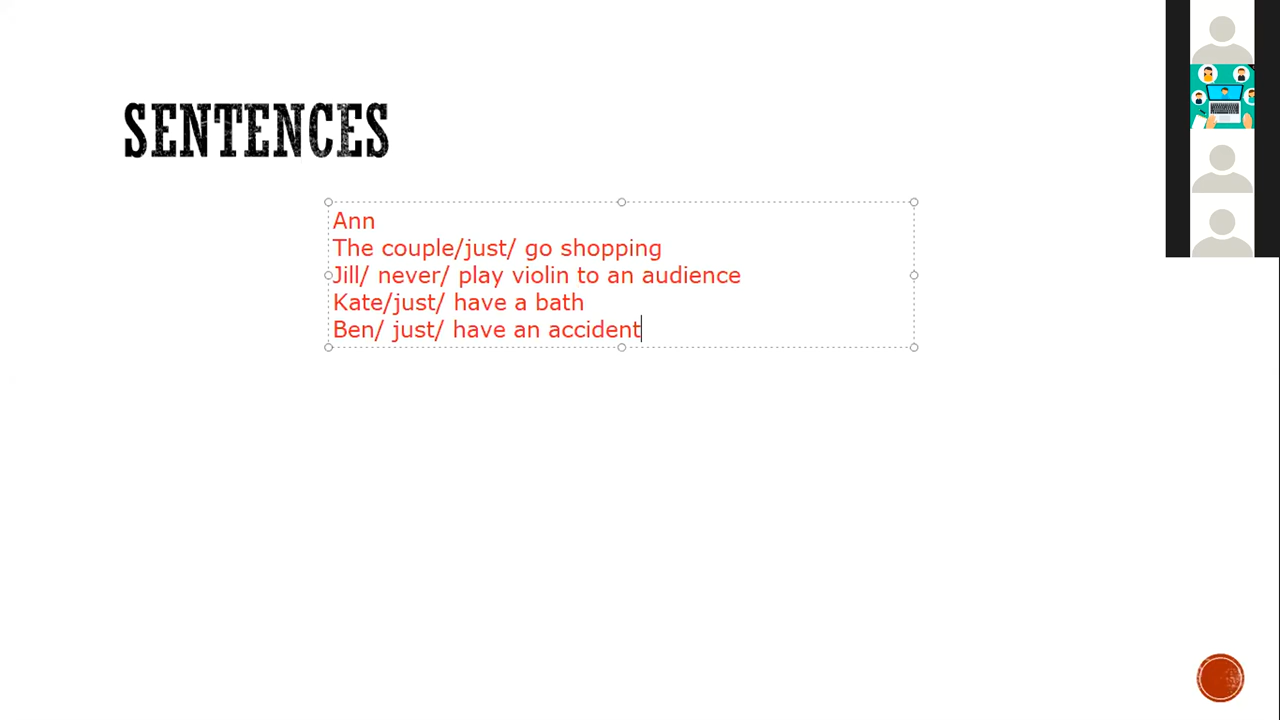 SENTENCES
Ann
The couple/just/ go shopping
Jill/ never/ play violin to an audience
Kate/just/ have a bath
Ben/ just/ have an accident